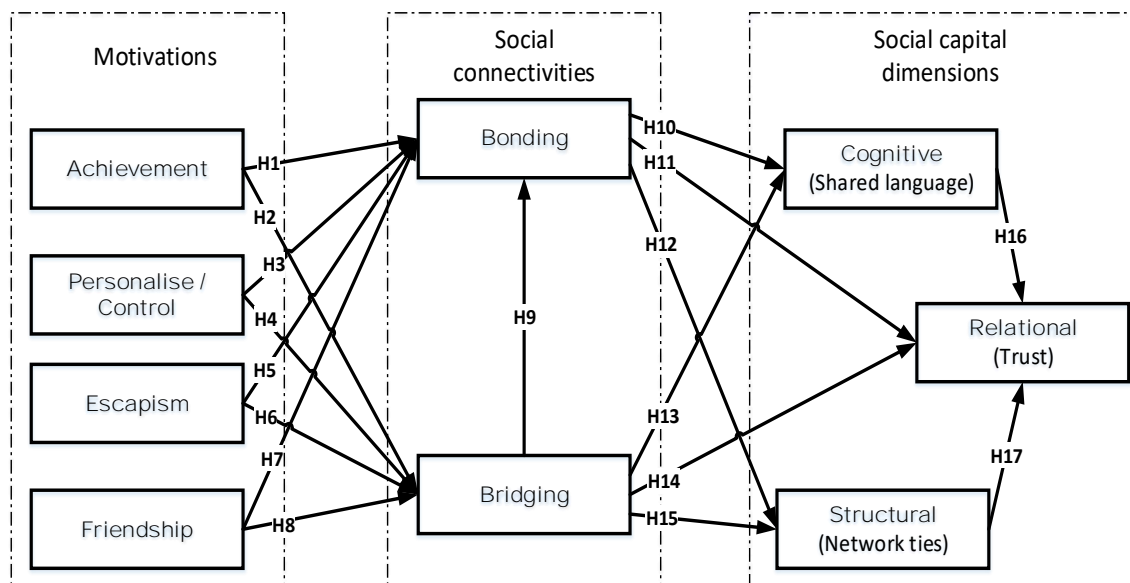 Motivations
Social
connectivities
Social capital
dimensions
Achievement
Personalise /
Control
Escapism
Friendship
H1
H2
H3
H4
H5
H6
H7
H8
Bonding
H9
Bridging
H10
H11
H12
H13
H14
H15
Cognitive
(Shared language)
H16
Relational
(Trust)
H17
Structural
(Network ties)